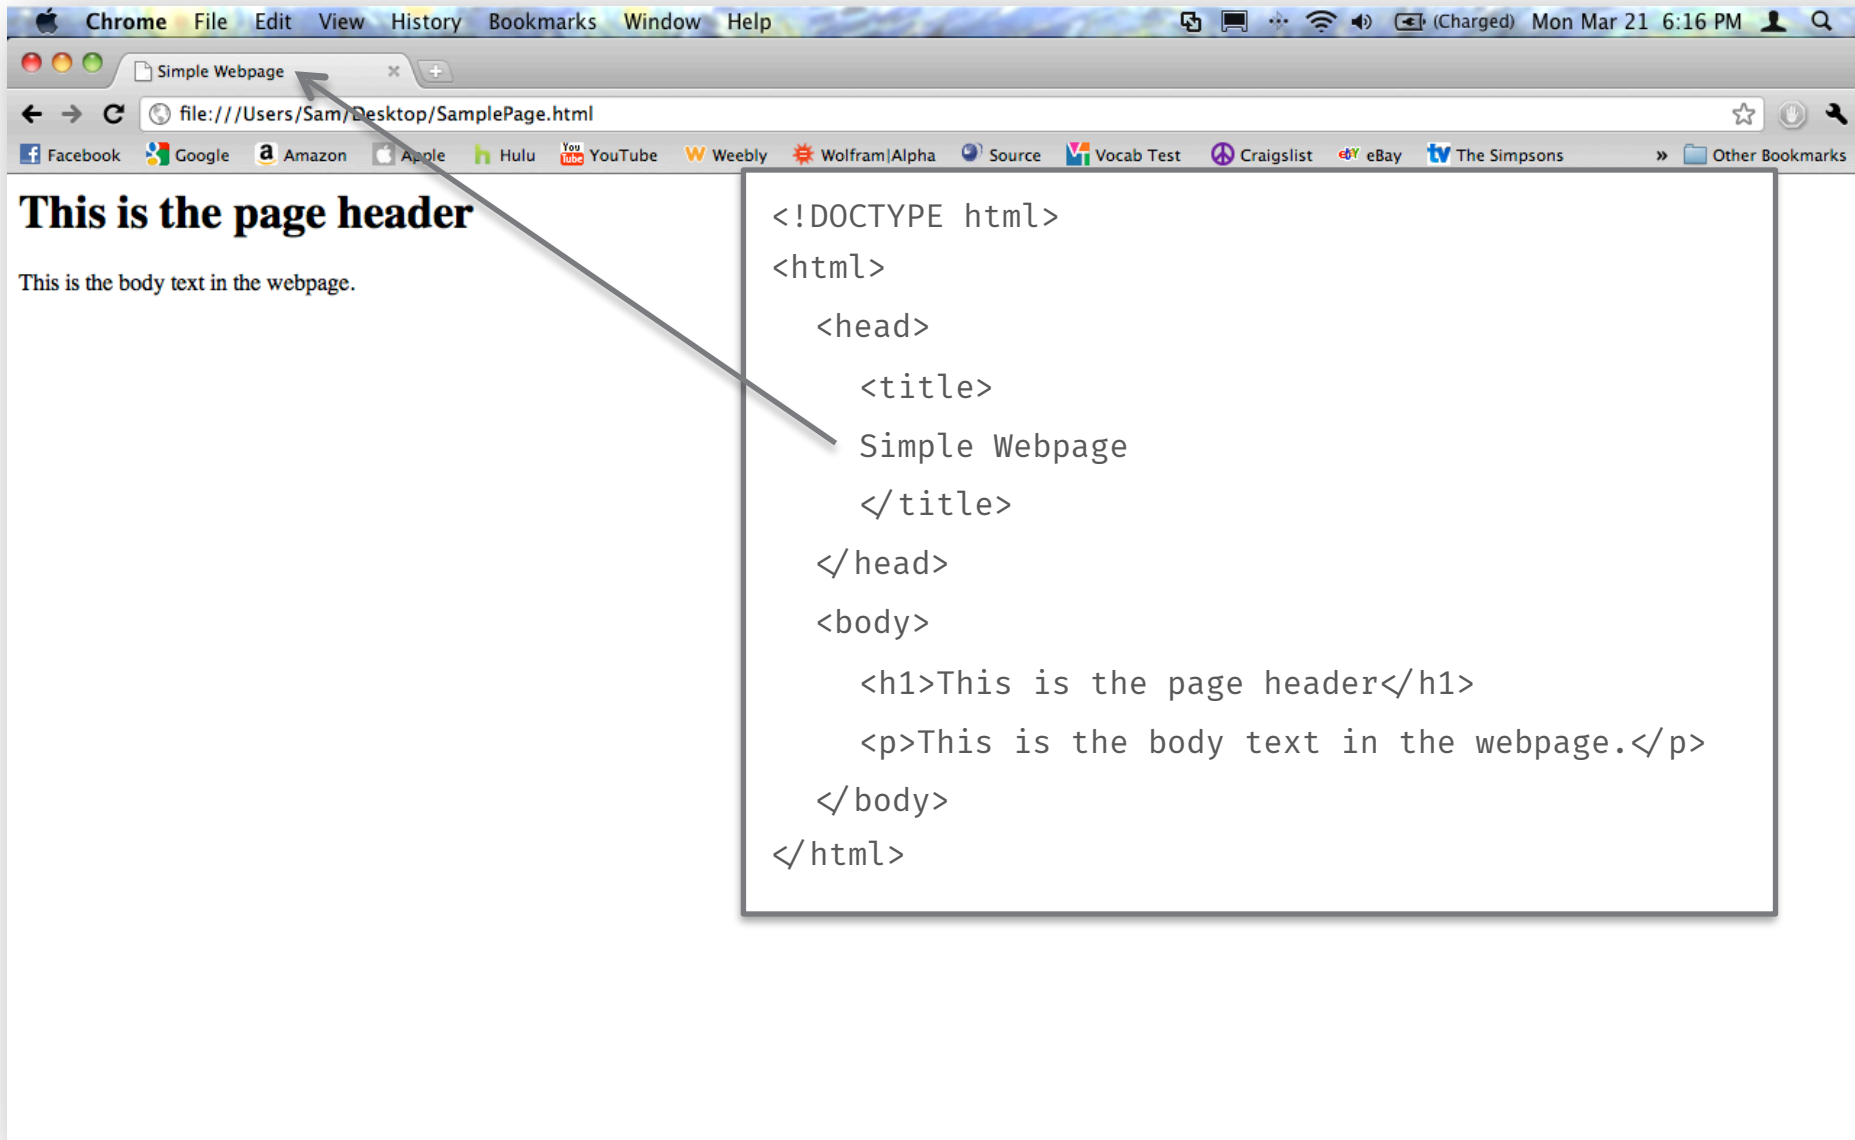 Chrome File Edit View History Bookmarks Window Help (Charged) Mon Mar 21 6:16 PM
Simple Webpage
file:///Users/Sam/Desktop/SamplePage.html
Facebook Google Amazon Apple Hulu YouTube Weebly Wolfram|Alpha Source Vocab Test Craigslist eBay The Simpsons » Other Bookmarks
This is the page header
This is the body text in the webpage.
<!DOCTYPE html>
<html>
<head>
<title>
Simple Webpage
</title>
</head>
<body>
<h1>This is the page header</h1>
<p>This is the body text in the webpage.</p>
</body>
</html>